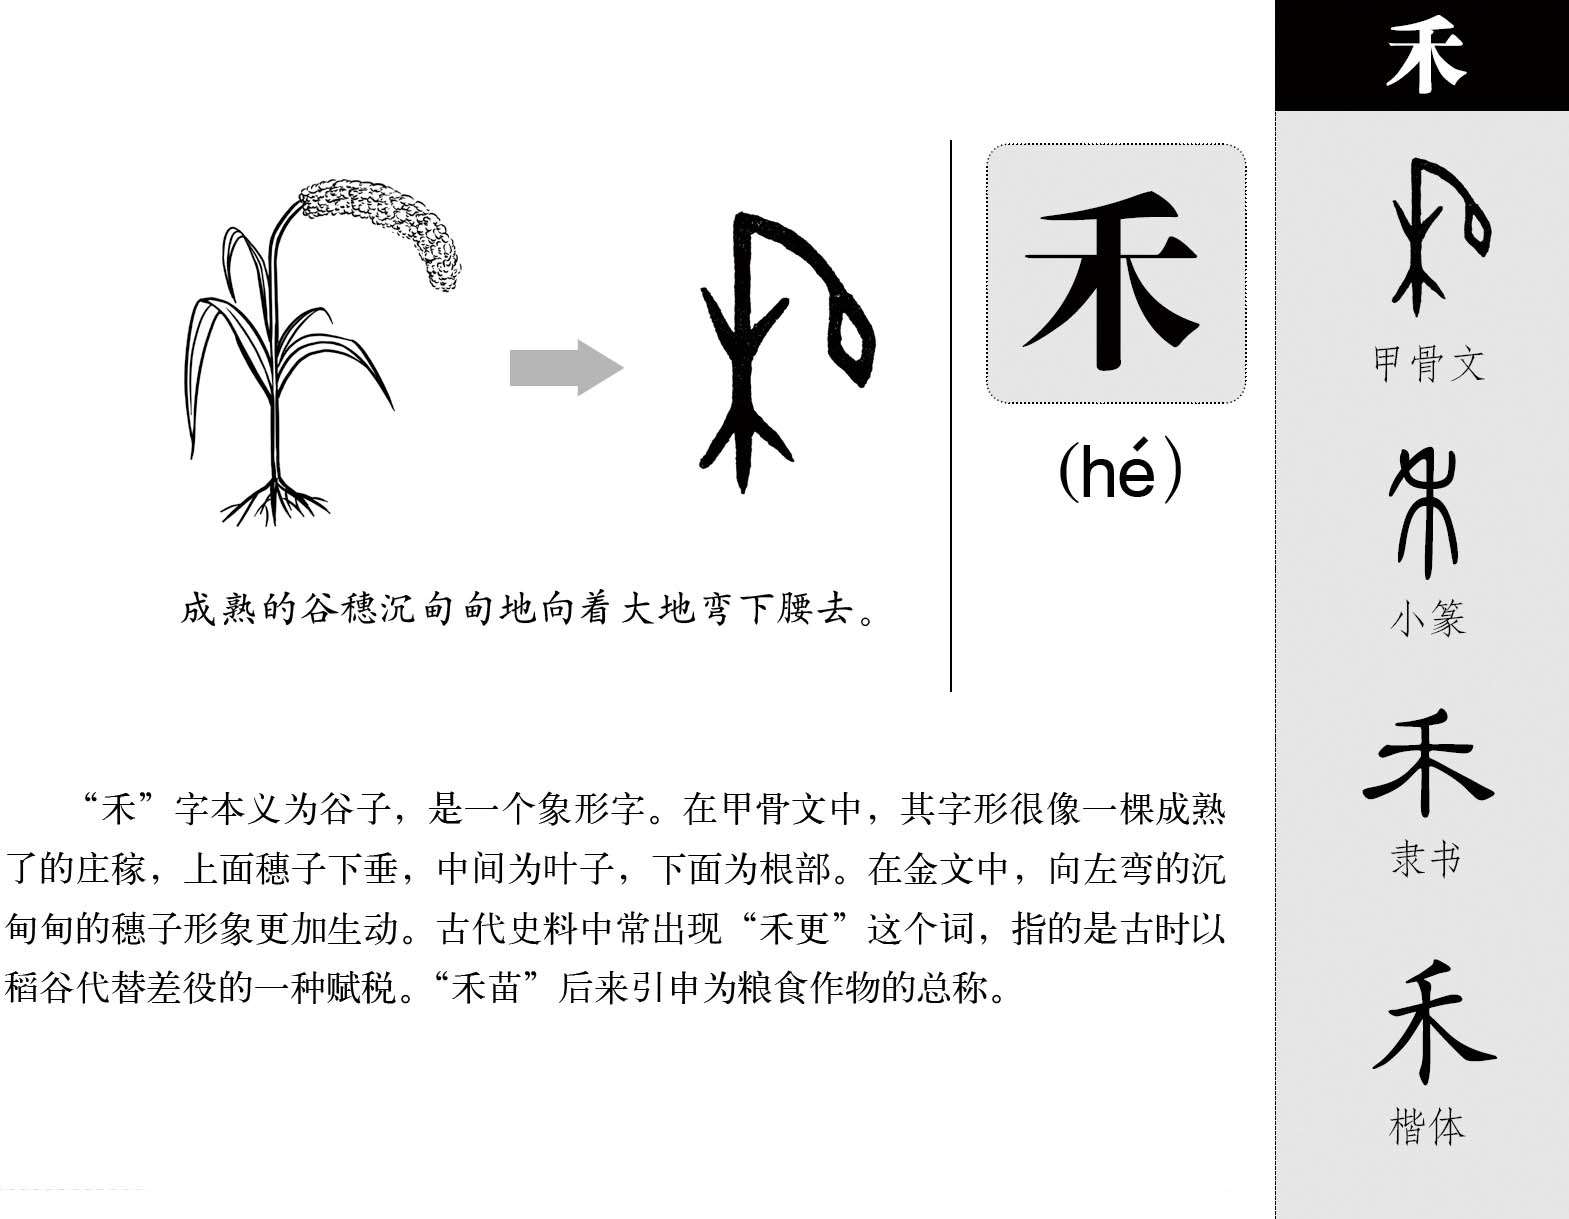 禾
(hé)
成熟的谷穗沉甸甸地向着大地弯下腰去。
“禾”字本义为谷子，是一个象形字。在甲骨文中，其字形很像一棵成熟
了的庄稼，上面穗子下垂，中间为叶子，下面为根部。在金文中，向左弯的沉
甸甸的穗子形象更加生动。古代史料中常出现“禾更”这个词，指的是古时以
稻谷代替差役的一种赋税。“禾苗”后来引申为粮食作物的总称。
禾
禾
甲骨文
禾
小篆
禾
隶书
禾
楷体